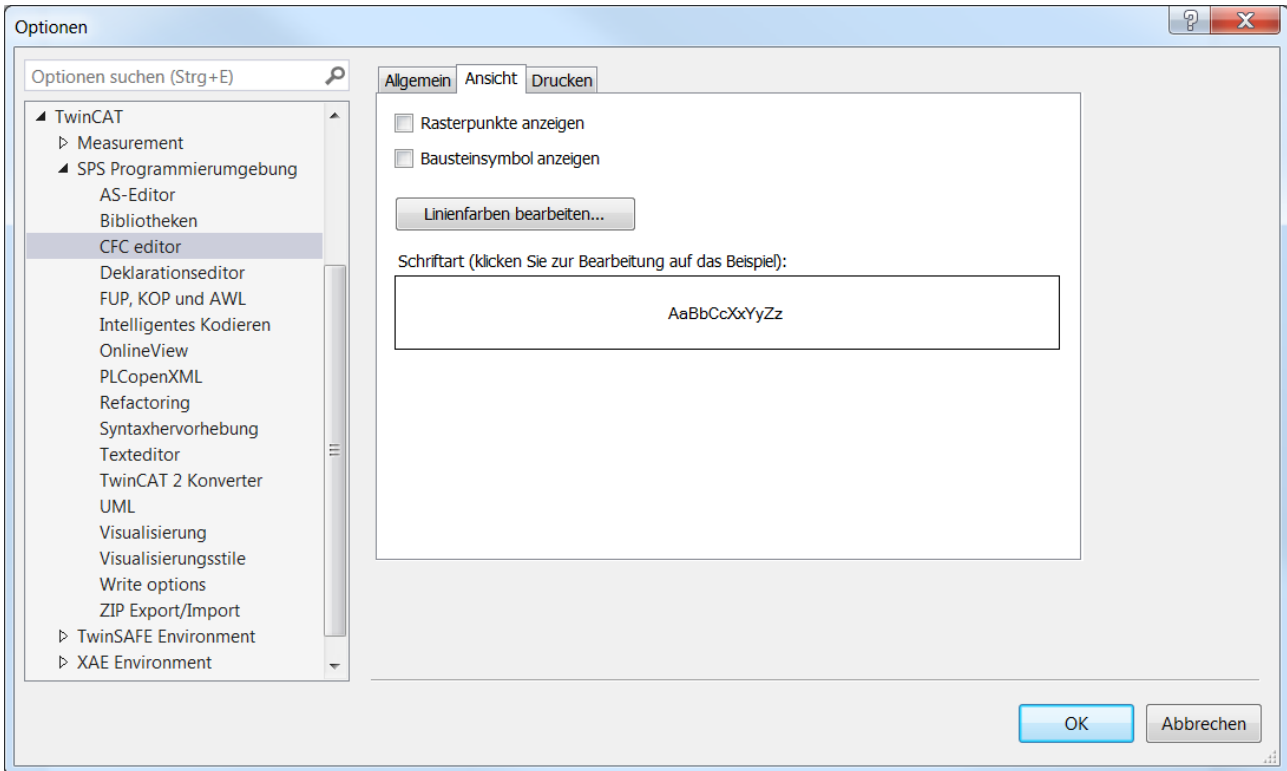 Optionen
Optionen suchen (Strg+E)
TwinCAT
Measurement
SPS Programmierumgebung
AS-Editor
Bibliotheken
CFC editor
Deklarationseditor
FUP, KOP und AWL
Intelligentes Kodieren
OnlineView
PLCopenXML
Refactoring
Syntaxhervorhebung
Texteditor
TwinCAT 2 Konverter
UML
Visualisierung
Visualisierungsstile
Write options
ZIP Export/Import
TwinSAFE Environment
XAE Environment
Allgemein Ansicht Drucken
Rasterpunkte anzeigen
Bausteinsymbol anzeigen
Linienfarben bearbeiten...
Schriftart (klicken Sie zur Bearbeitung auf das Beispiel):
AaBbCcXxYyZz
OK Abbrechen